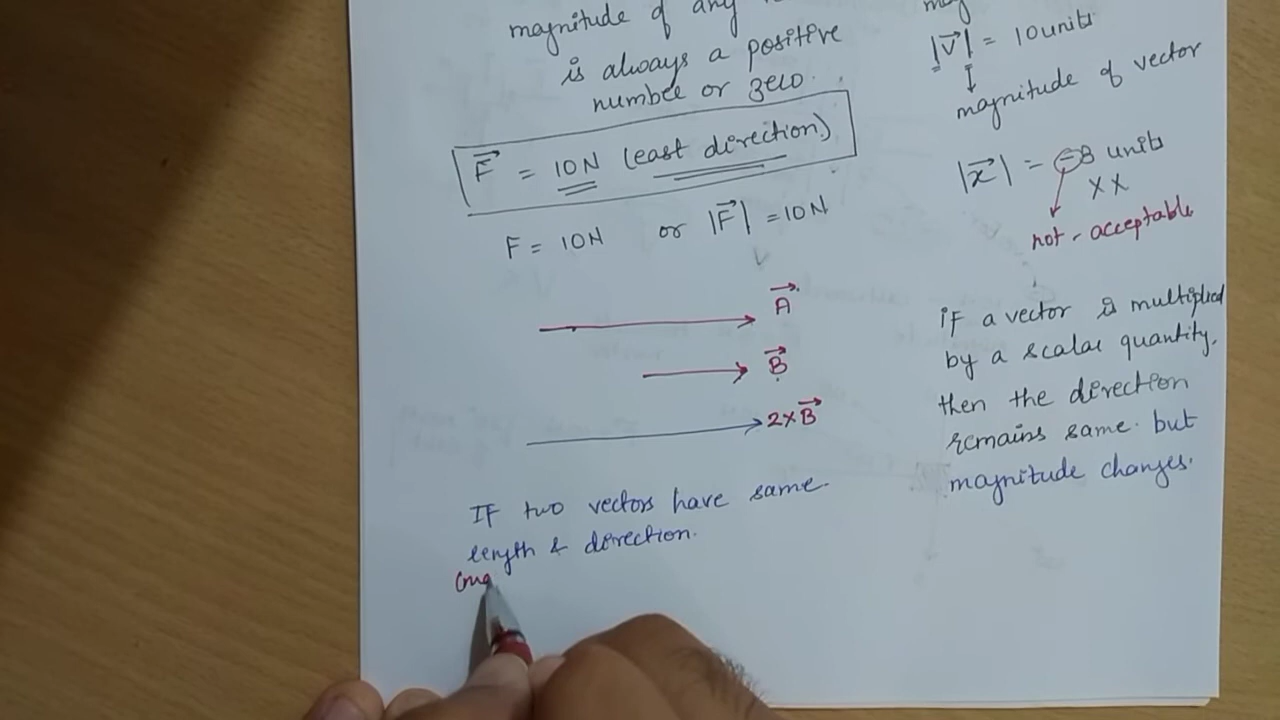 magnitude of any
is always a positive
number or zero.
F = 10N (east direction)
F = 10N or |F| = 10N
A
B
2×B
If two vectors have same
length & direction.
(mag
|V| = 10 units
magnitude of vector
|x| = -8 units
X X
not - acceptable
if a vector is multiplied
by a scalar quantity,
then the direction
remains same. but
magnitude changes.